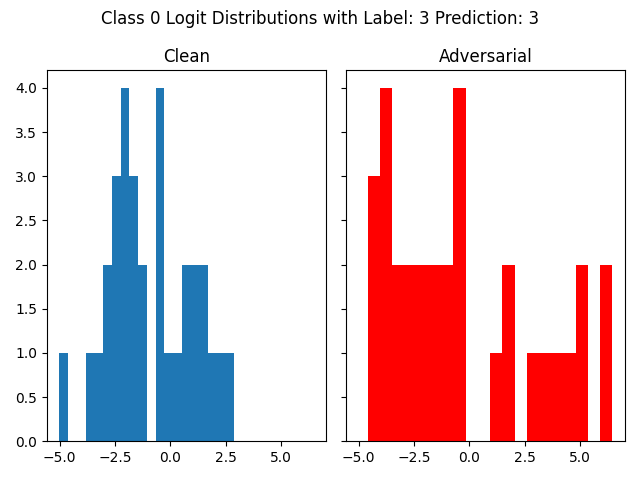 Class 0 Logit Distributions with Label: 3 Prediction: 3
Clean
Adversarial
4.0
3.5
3.0
2.5
2.0
1.5
1.0
0.5
0.0
−5.0 −2.5 0.0 2.5 5.0
−5.0 −2.5 0.0 2.5 5.0